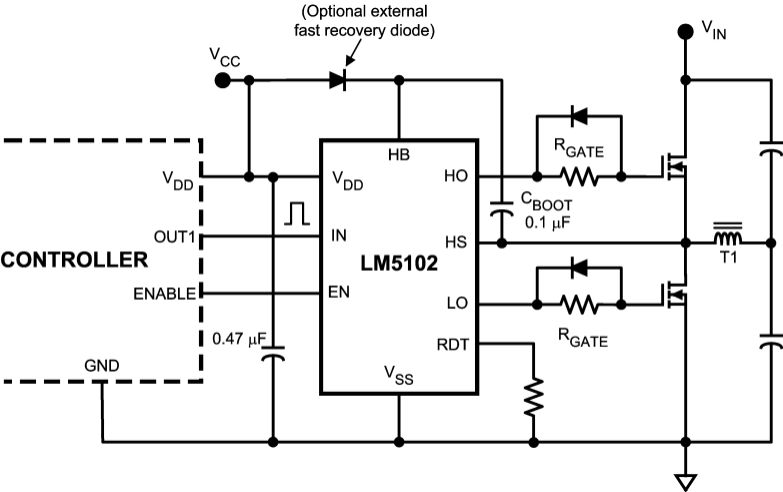 (Optional external
fast recovery diode)
VCC
VIN
HB
RGATE
VDD
VDD
HO
CBOOT
0.1 µF
OUT1
IN
HS
CONTROLLER
LM5102
T1
ENABLE
EN
LO
0.47 µF
RGATE
RDT
GND
VSS